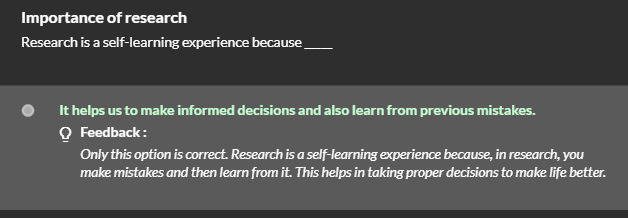 Importance of research
Research is a self-learning experience because _____
It helps us to make informed decisions and also learn from previous mistakes.
Feedback :
Only this option is correct. Research is a self-learning experience because, in research, you
make mistakes and then learn from it. This helps in taking proper decisions to make life better.